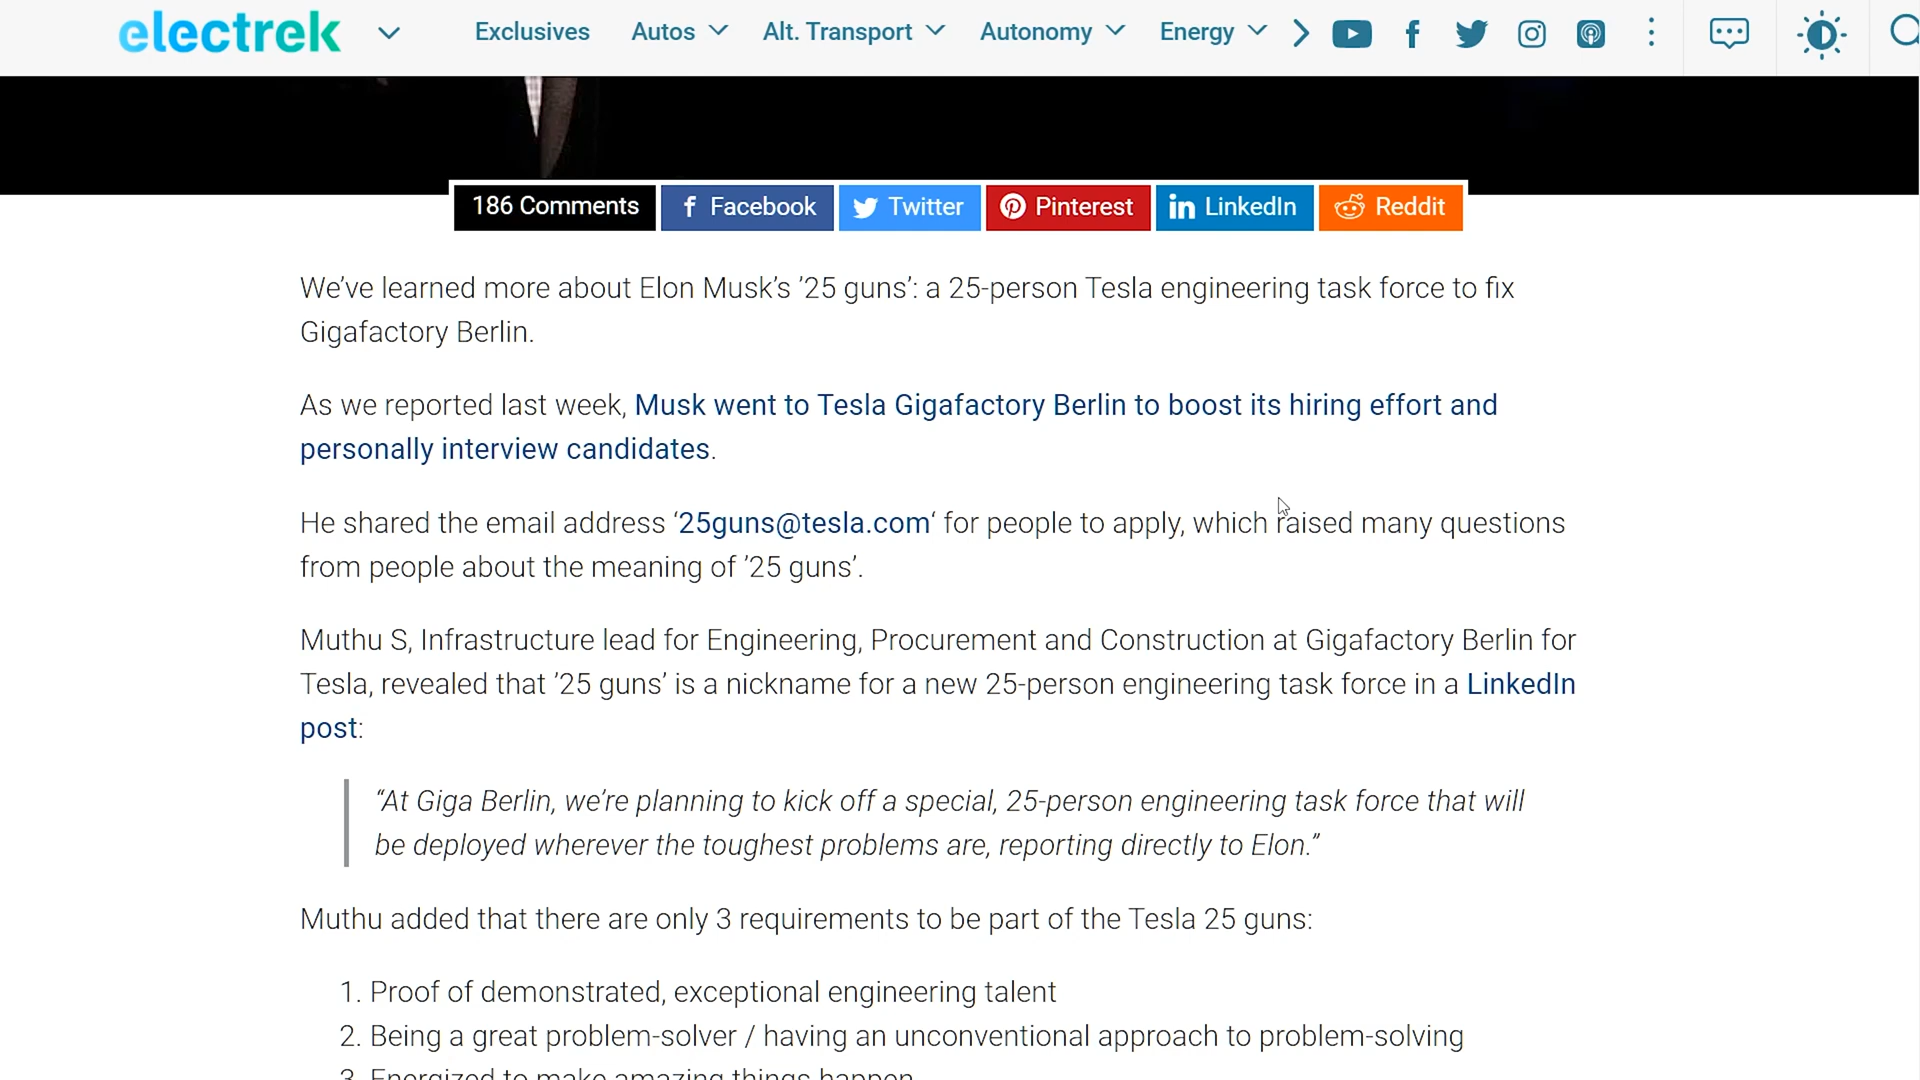 electrek
Exclusives Autos Alt. Transport Autonomy Energy
186 Comments Facebook Twitter Pinterest LinkedIn Reddit
We’ve learned more about Elon Musk’s ’25 guns’: a 25-person Tesla engineering task force to fix
Gigafactory Berlin.
As we reported last week, Musk went to Tesla Gigafactory Berlin to boost its hiring effort and
personally interview candidates.
He shared the email address ‘25guns@tesla.com‘ for people to apply, which raised many questions
from people about the meaning of ’25 guns’.
Muthu S, Infrastructure lead for Engineering, Procurement and Construction at Gigafactory Berlin for
Tesla, revealed that ’25 guns’ is a nickname for a new 25-person engineering task force in a LinkedIn
post:
“At Giga Berlin, we’re planning to kick off a special, 25-person engineering task force that will
be deployed wherever the toughest problems are, reporting directly to Elon.”
Muthu added that there are only 3 requirements to be part of the Tesla 25 guns:
1. Proof of demonstrated, exceptional engineering talent
2. Being a great problem-solver / having an unconventional approach to problem-solving
3. Energized to make amazing things happen